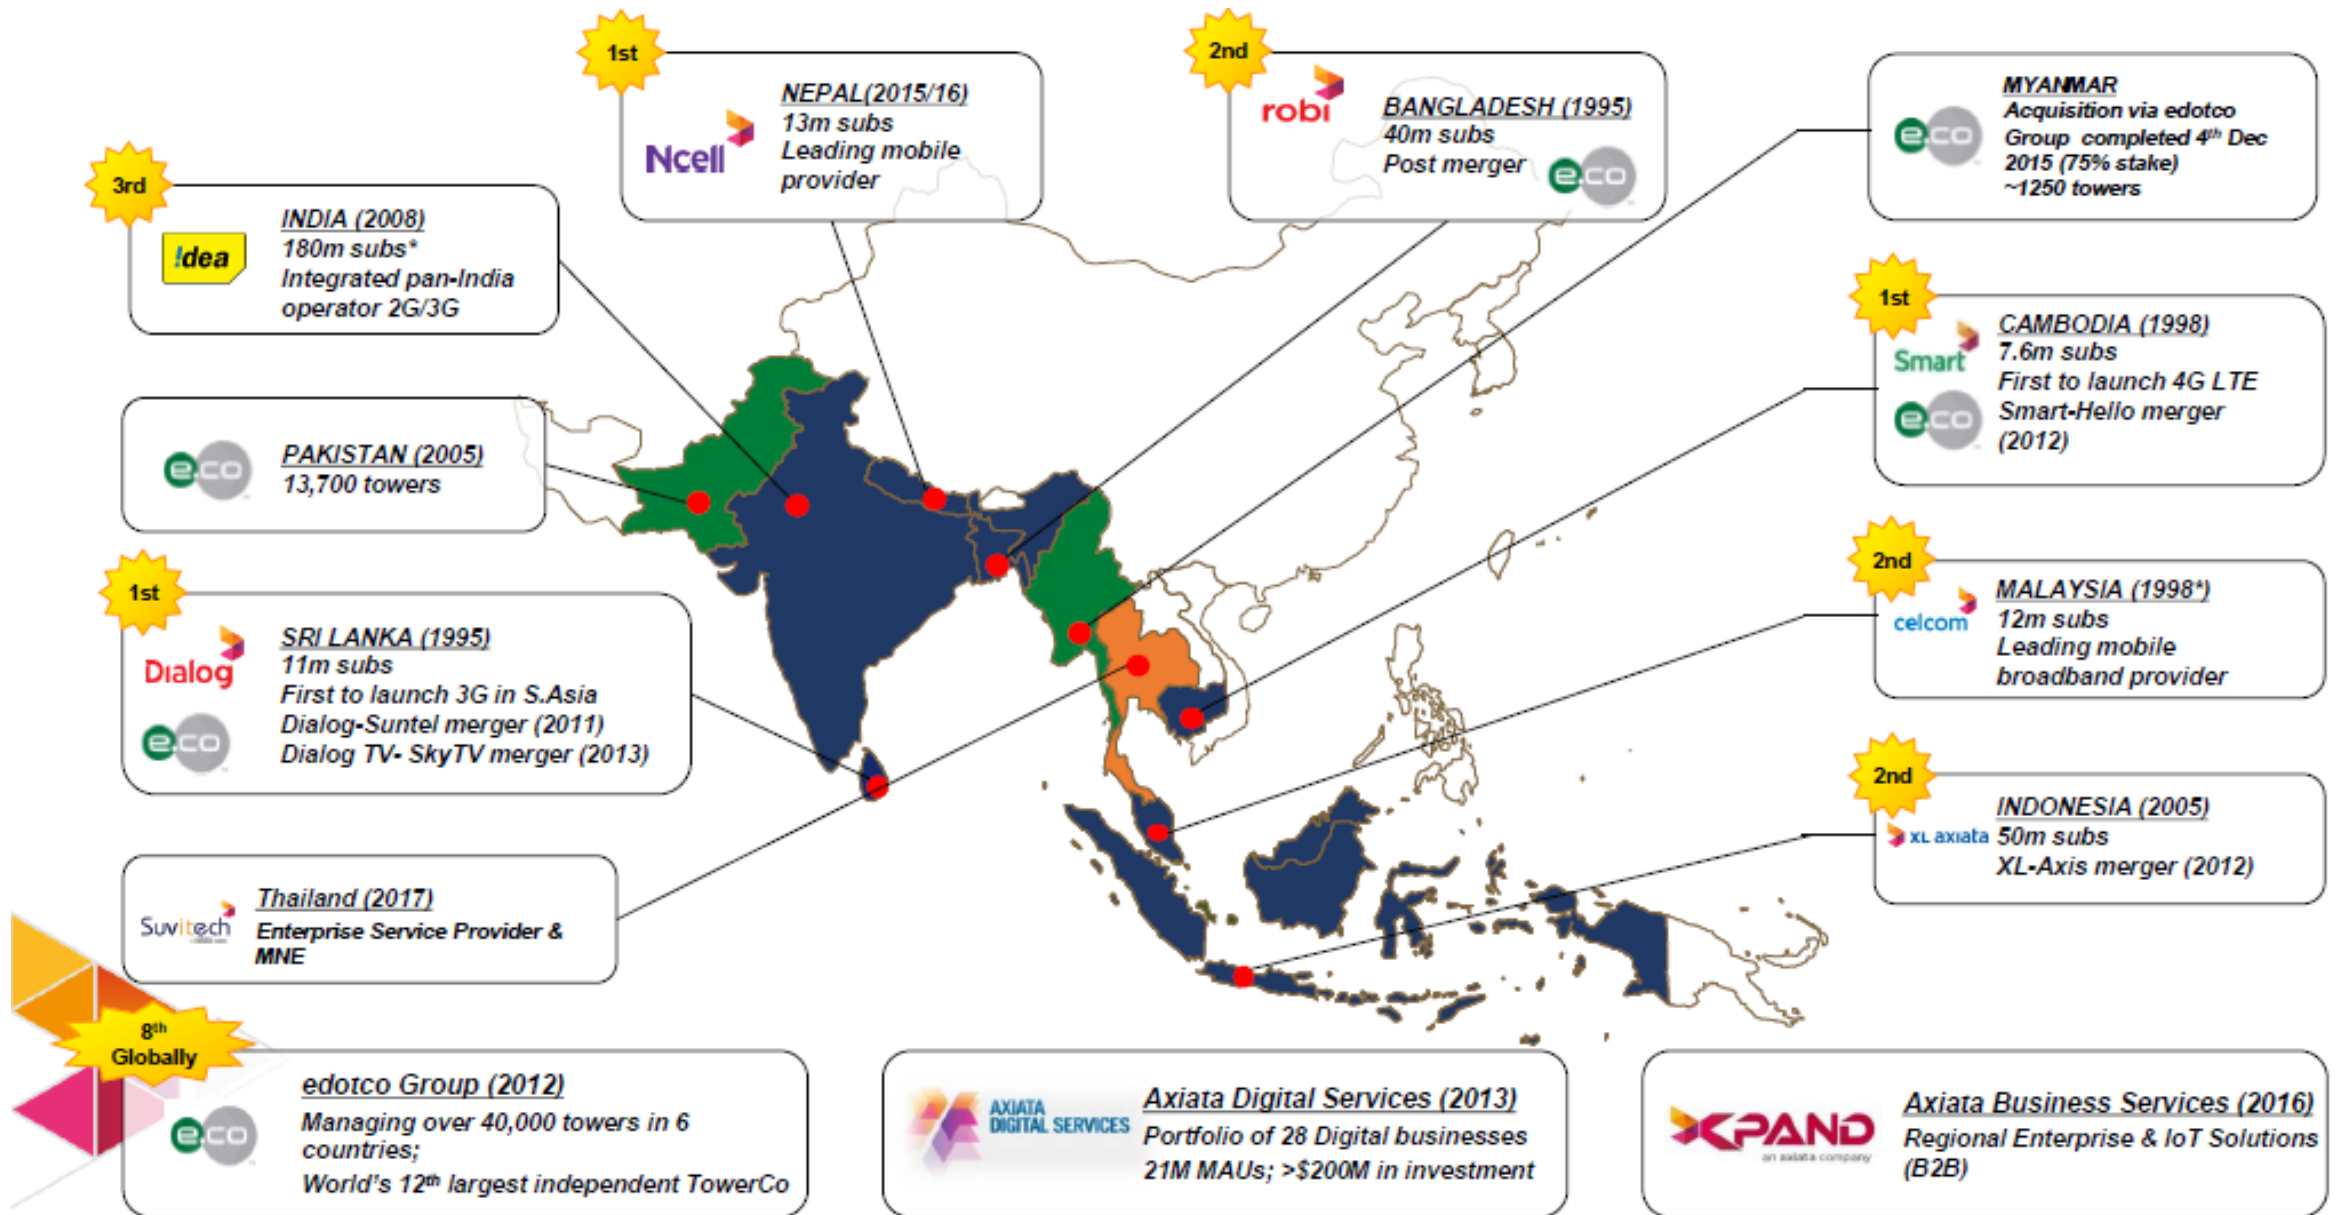 1st
Ncell
NEPAL(2015/16)
13m subs
Leading mobile
provider
2nd
robi
BANGLADESH (1995)
40m subs
Post merger
e.co
e.co
MYANMAR
Acquisition via edotco
Group completed 4th Dec
2015 (75% stake)
~1250 towers
3rd
!dea
INDIA (2008)
180m subs*
Integrated pan-India
operator 2G/3G
1st
Smart
e.co
CAMBODIA (1998)
7.6m subs
First to launch 4G LTE
Smart-Hello merger
(2012)
e.co
PAKISTAN (2005)
13,700 towers
2nd
celcom
MALAYSIA (1998*)
12m subs
Leading mobile
broadband provider
1st
Dialog
e.co
SRI LANKA (1995)
11m subs
First to launch 3G in S.Asia
Dialog-Suntel merger (2011)
Dialog TV- SkyTV merger (2013)
2nd
XL axiata
INDONESIA (2005)
50m subs
XL-Axis merger (2012)
Suvitech
Thailand (2017)
Enterprise Service Provider &
MNE
8th
Globally
e.co
edotco Group (2012)
Managing over 40,000 towers in 6
countries;
World's 12th largest independent TowerCo
AXIATA
DIGITAL SERVICES
Axiata Digital Services (2013)
Portfolio of 28 Digital businesses
21M MAUs; >$200M in investment
XPAND
an axiata company
Axiata Business Services (2016)
Regional Enterprise & IoT Solutions
(B2B)